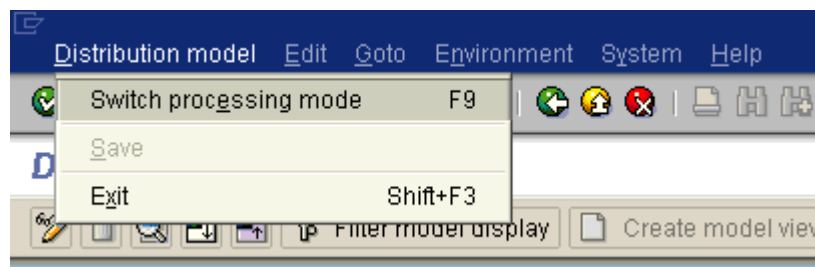 Distribution model Edit Goto Environment System Help
Switch processing mode F9
Save
D
Exit Shift+F3
Filter model display Create model view